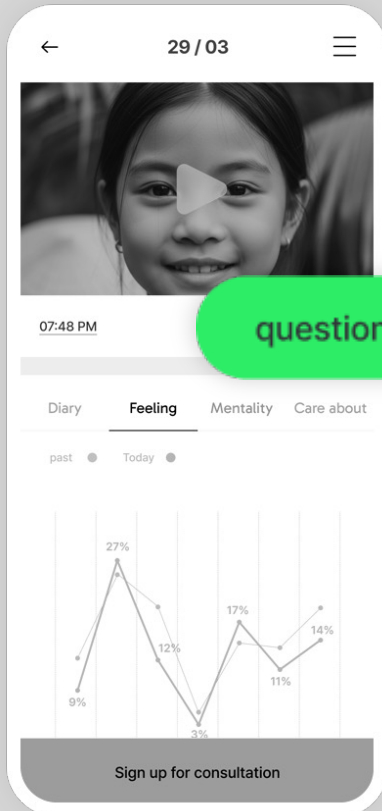 29 / 03
07:48 PM
question
Diary Feeling Mentality Care about
past Today
27%
17%
14%
12%
11%
9%
3%
Sign up for consultation